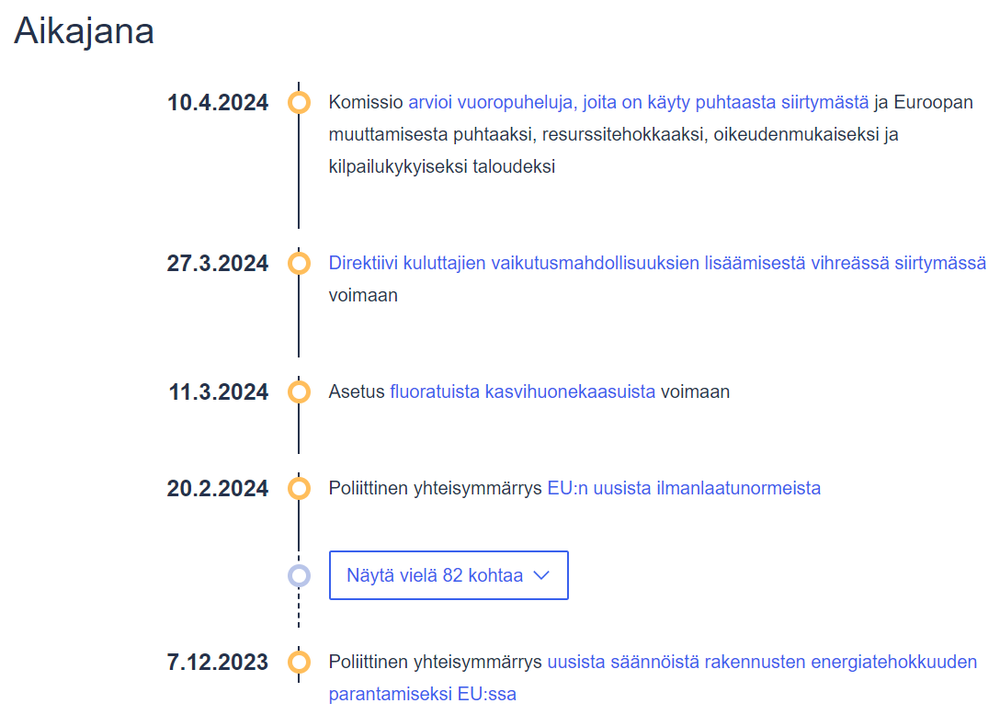 Aikajana
10.4.2024
Komissio arvioi vuoropuheluja, joita on käyty puhtaasta siirtymästä ja Euroopan
muuttamisesta puhtaaksi, resurssitehokkaaksi, oikeudenmukaiseksi ja
kilpailukykyiseksi taloudeksi
27.3.2024
Direktiivi kuluttajien vaikutusmahdollisuuksien lisäämisestä vihreässä siirtymässä
voimaan
11.3.2024
Asetus fluoratuista kasvihuonekaasuista voimaan
20.2.2024
Poliittinen yhteisymmärrys EU:n uusista ilmanlaatunormeista
Näytä vielä 82 kohtaa
7.12.2023
Poliittinen yhteisymmärrys uusista säännöistä rakennusten energiatehokkuuden
parantamiseksi EU:ssa